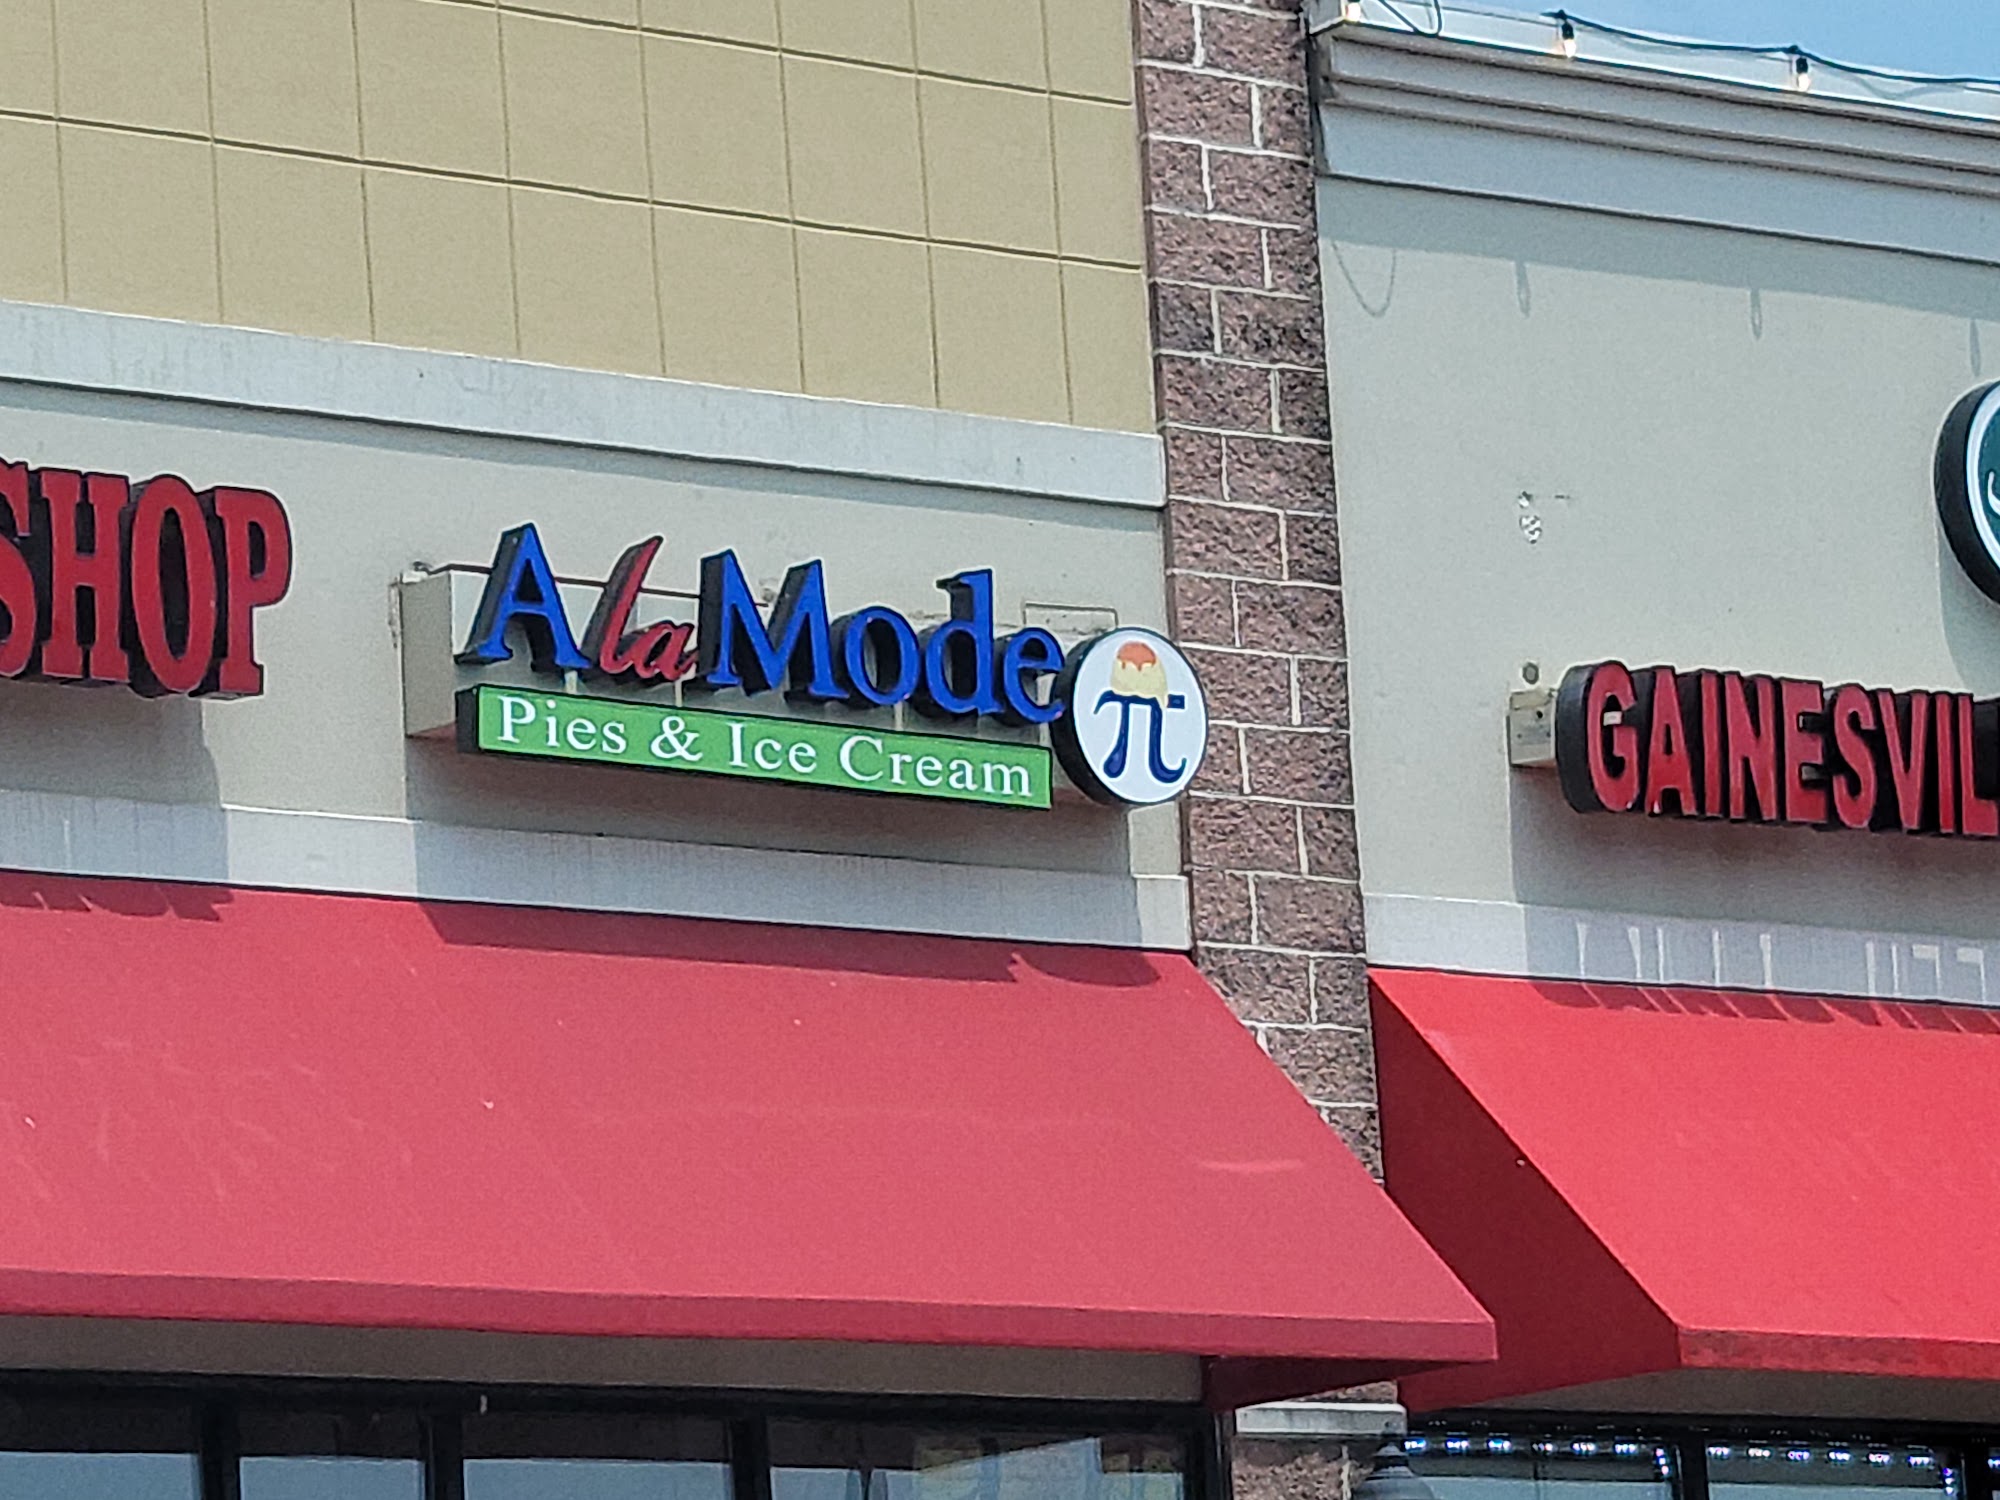 SHOP
A la Mode
Pies & Ice Cream
π
GAINESVIL